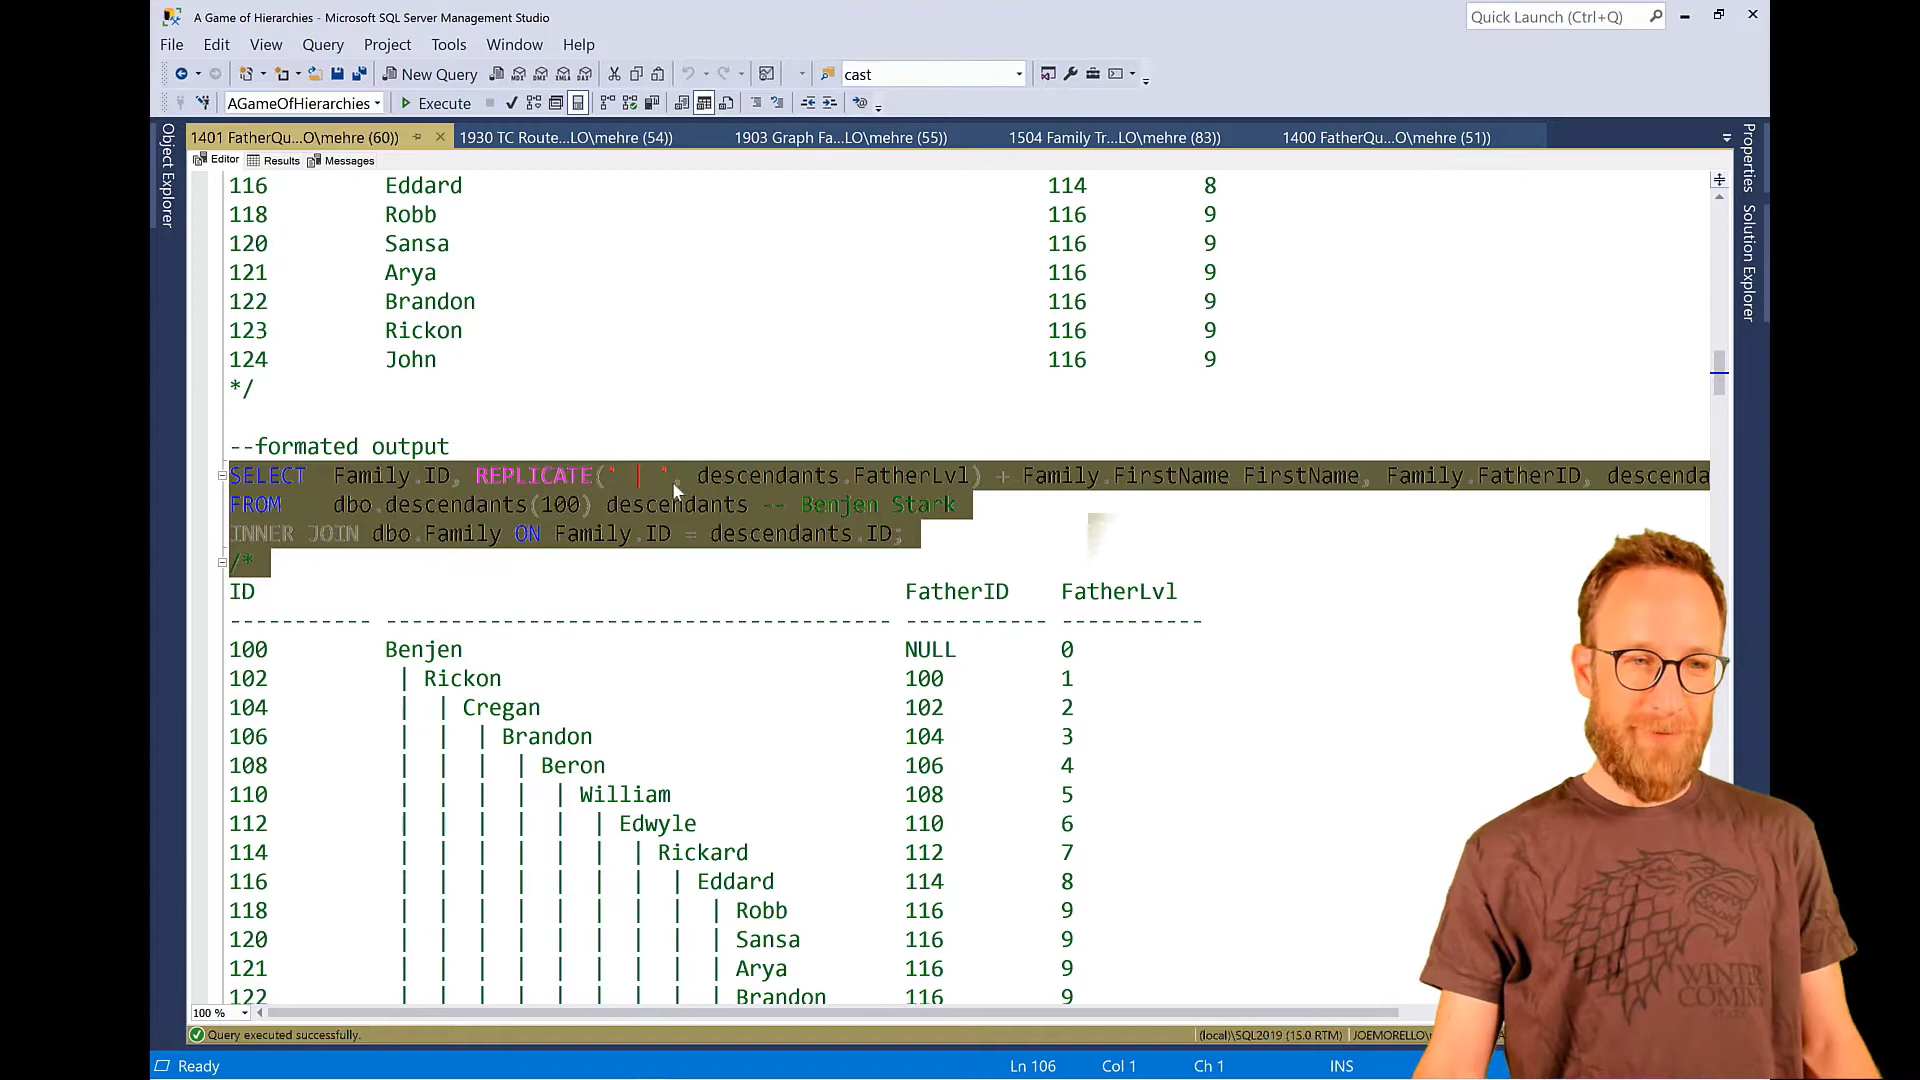 A Game of Hierarchies - Microsoft SQL Server Management Studio
Quick Launch (Ctrl+Q)
File Edit View Query Project Tools Window Help
New Query cast
AGameOfHierarchies Execute
1401 FatherQu...O\mehre (60)) 1930 TC Route...LO\mehre (54)) 1903 Graph Fa...LO\mehre (55)) 1504 Family Tr...LO\mehre (83)) 1400 FatherQu...O\mehre (51))
Editor Results Messages
Object Explorer
Properties
Solution Explorer
116 Eddard 114 8
118 Robb 116 9
120 Sansa 116 9
121 Arya 116 9
122 Brandon 116 9
123 Rickon 116 9
124 John 116 9
*/
--formated output
SELECT Family.ID, REPLICATE(' | ', descendants.FatherLvl) + Family.FirstName FirstName, Family.FatherID, descenda
FROM dbo.descendants(100) descendants -- Benjen Stark
INNER JOIN dbo.Family ON Family.ID = descendants.ID;
/*
ID FatherID FatherLvl
----------- --------------------------------------- ----------- -----------
100 Benjen NULL 0
102 | Rickon 100 1
104 | | Cregan 102 2
106 | | | Brandon 104 3
108 | | | | Beron 106 4
110 | | | | | William 108 5
112 | | | | | | Edwyle 110 6
114 | | | | | | | Rickard 112 7
116 | | | | | | | | Eddard 114 8
118 | | | | | | | | | Robb 116 9
120 | | | | | | | | | Sansa 116 9
121 | | | | | | | | | Arya 116 9
122 | | | | | | | | | Brandon 116 9
WINTER
COMING
100 %
Query executed successfully. (local)\SQL2019 (15.0 RTM) JOEMORELLO\
Ready Ln 106 Col 1 Ch 1 INS